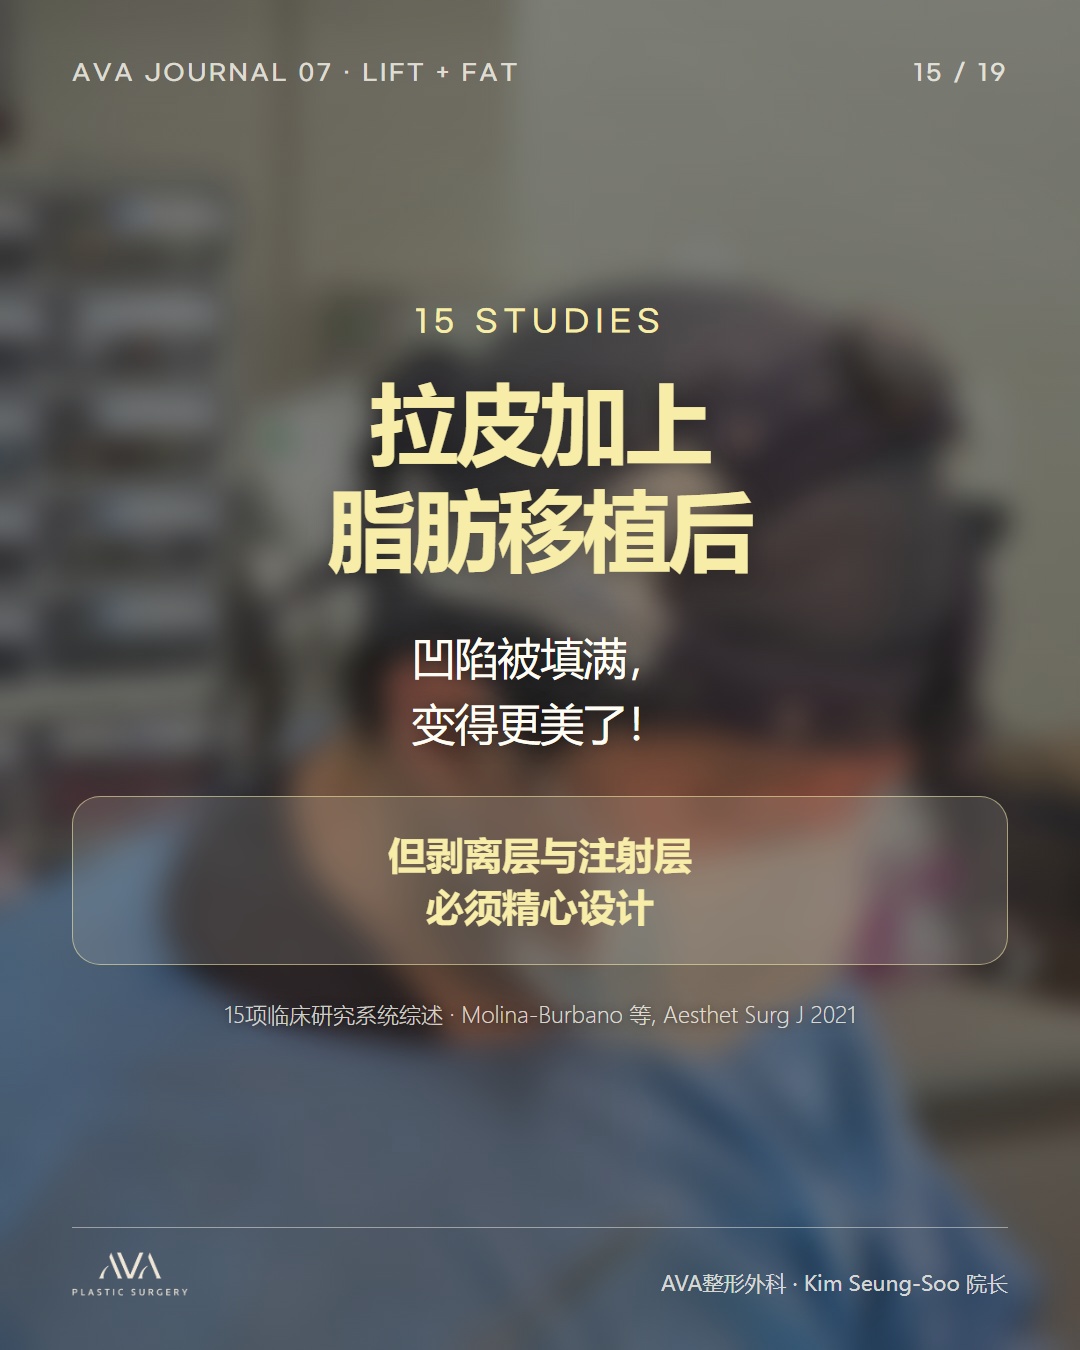 AVA JOURNAL 07 · LIFT + FAT
15 / 19
15 STUDIES
拉皮加上
脂肪移植后
凹陷被填满，
变得更美了！
但剥离层与注射层
必须精心设计
15项临床研究系统综述 · Molina-Burbano 等, Aesthet Surg J 2021
AVA
PLASTIC SURGERY
AVA整形外科 · Kim Seung-Soo 院长